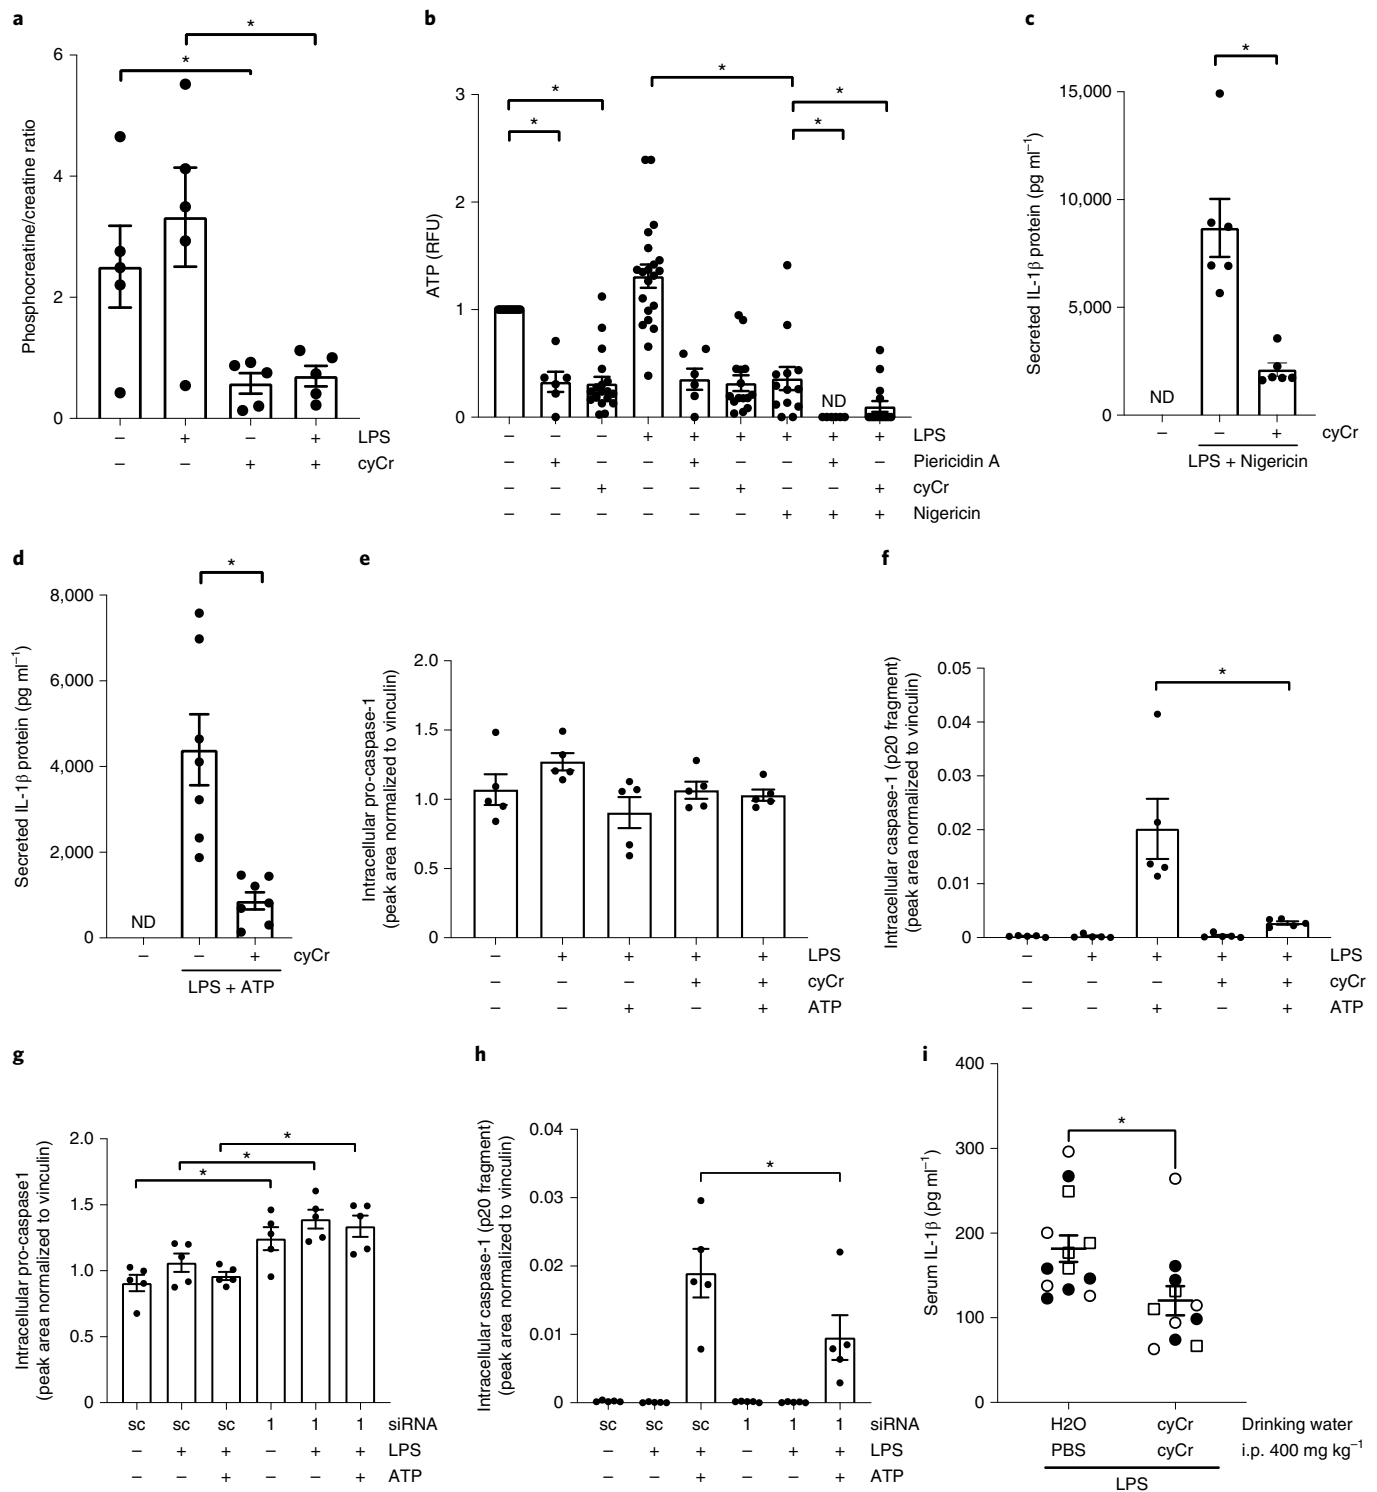 a
*
*
6
4
2
0
Phosphocreatine/creatine ratio
– + – + LPS
– – + + cyCr
b
*
*
*
*
*
3
2
1
0
ATP (RFU)
ND
– – – + + + + + + LPS
– + – – + – – + – Piericidin A
– – + – – + – – + cyCr
– – – – – – + + + Nigericin
c
*
15,000
10,000
5,000
0
Secreted IL-1β protein (pg ml⁻¹)
ND
– – + cyCr
LPS + Nigericin
d
*
8,000
6,000
4,000
2,000
0
Secreted IL-1β protein (pg ml⁻¹)
ND
– – + cyCr
LPS + ATP
e
2.0
1.5
1.0
0.5
0
Intracellular pro-caspase-1
(peak area normalized to vinculin)
– + + + + LPS
– – – + + cyCr
– – + – + ATP
f
*
0.05
0.04
0.03
0.02
0.01
0
Intracellular caspase-1 (p20 fragment)
(peak area normalized to vinculin)
– + + + + LPS
– – – + + cyCr
– – + – + ATP
g
*
*
*
2.0
1.5
1.0
0.5
0
Intracellular pro-caspase1
(peak area normalized to vinculin)
sc sc sc 1 1 1 siRNA
– + + – + + LPS
– – + – – + ATP
h
*
0.04
0.03
0.02
0.01
0
Intracellular caspase-1 (p20 fragment)
(peak area normalized to vinculin)
sc sc sc 1 1 1 siRNA
– + + – + + LPS
– – + – – + ATP
i
*
400
300
200
100
0
Serum IL-1β (pg ml⁻¹)
H2O cyCr Drinking water
PBS cyCr i.p. 400 mg kg⁻¹
LPS